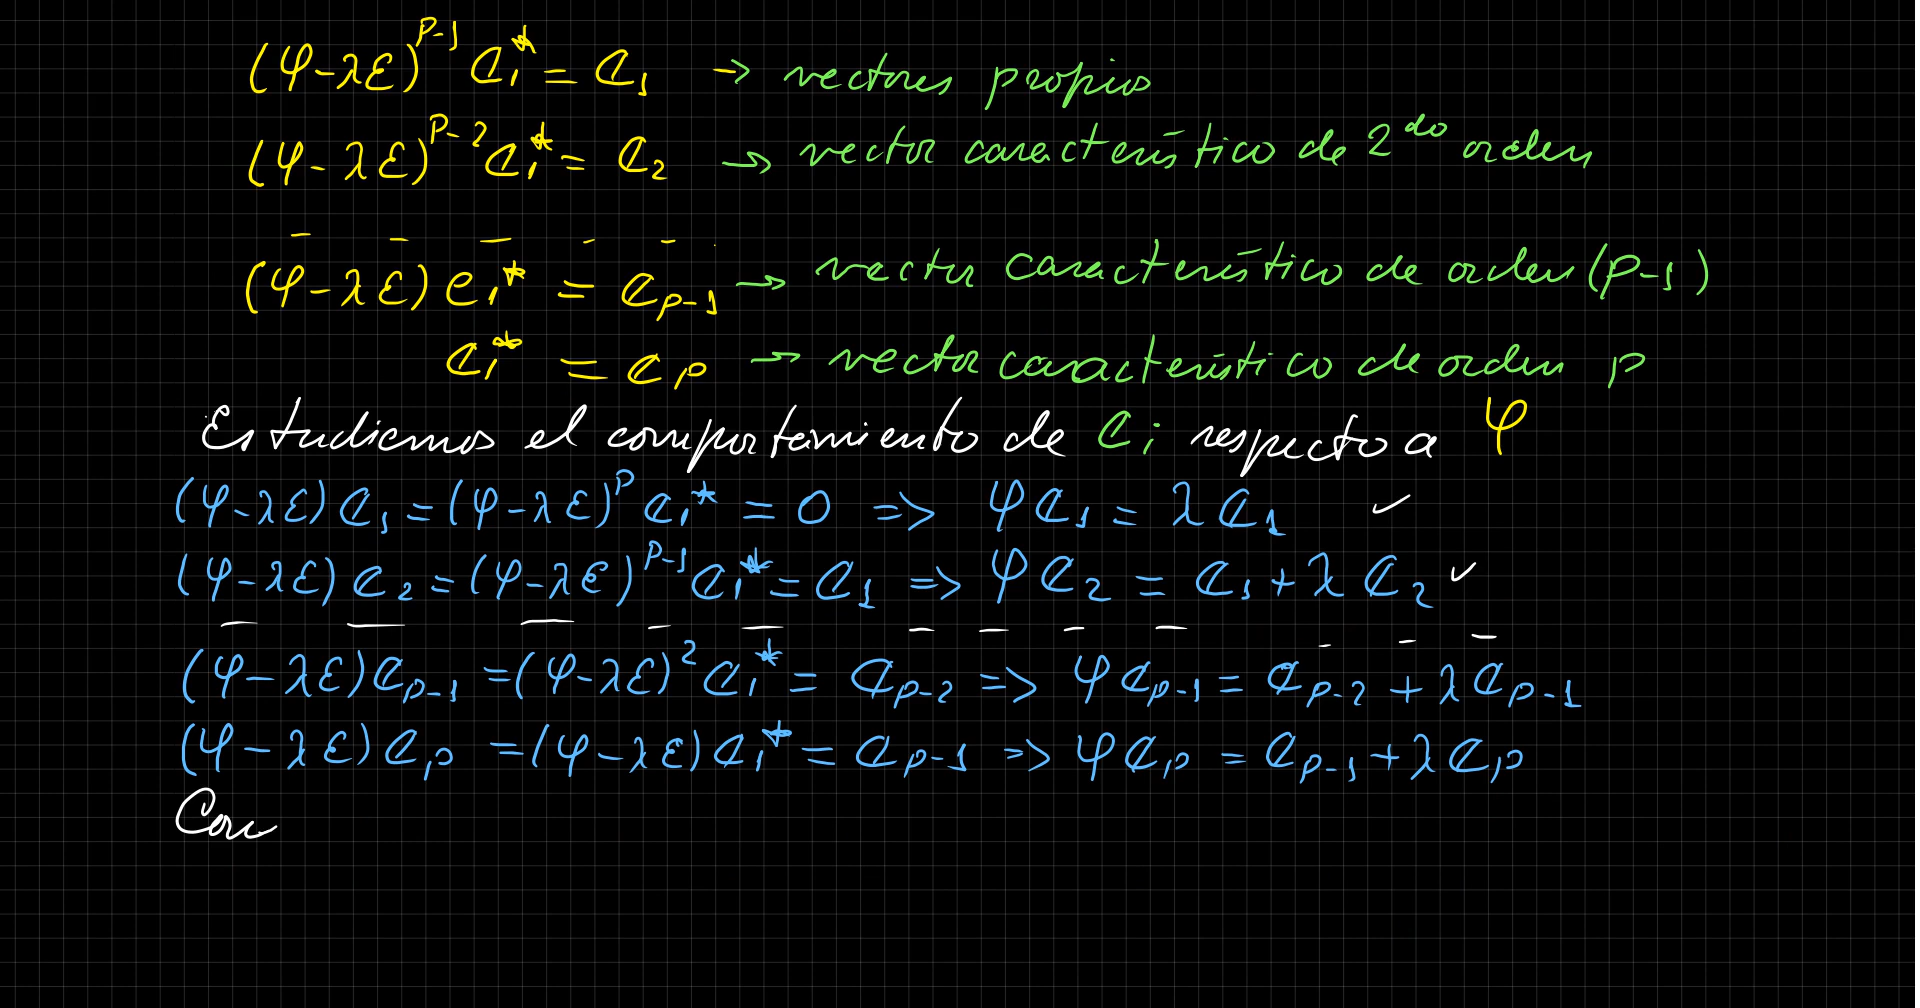 (φ-λε)^{p-1} e₁* = e₁ → vectores propios
(φ-λε)^{p-2} e₁* = e₂ → vector característico de 2^{do} orden
(φ-λε) e₁* = e_{p-1} → vector característico de orden (p-1)
e₁* = e_p → vector característico de orden p
Estudiemos el comportamiento de e_i respecto a φ
(φ-λε) e₁ = (φ-λε)^p e₁* = 0 => φe₁ = λe₁ ✓
(φ-λε) e₂ = (φ-λε)^{p-1} e₁* = e₁ => φe₂ = e₁ + λe₂ ✓
(φ-λε) e_{p-1} = (φ-λε)² e₁* = e_{p-2} => φe_{p-1} = e_{p-2} + λe_{p-1}
(φ-λε) e_p = (φ-λε) e₁* = e_{p-1} => φe_p = e_{p-1} + λe_p
Con